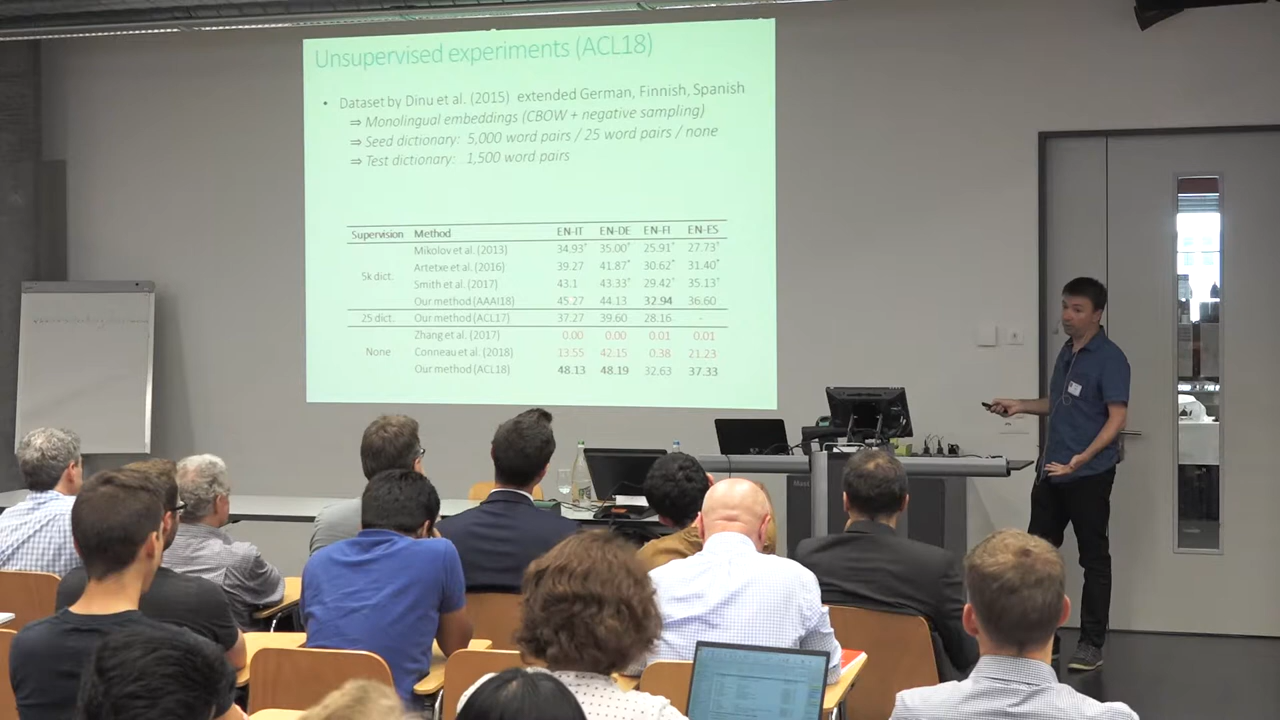 Unsupervised experiments (ACL18)
• Dataset by Dinu et al. (2015) extended German, Finnish, Spanish
⇒ Monolingual embeddings (CBOW + negative sampling)
⇒ Seed dictionary: 5,000 word pairs / 25 word pairs / none
⇒ Test dictionary: 1,500 word pairs
Supervision Method EN-IT EN-DE EN-FI EN-ES
5k dict.
Mikolov et al. (2013) 34.93* 35.00* 25.91* 27.73*
Artetxe et al. (2016) 39.27 41.87* 30.62* 31.40*
Smith et al. (2017) 43.1 43.33* 29.42* 35.13*
Our method (AAAI18) 45.27 44.13 32.94 36.60
25 dict. Our method (ACL17) 37.27 39.60 28.16 -
None
Zhang et al. (2017) 0.00 0.00 0.01 0.01
Conneau et al. (2018) 13.55 42.15 0.38 21.23
Our method (ACL18) 48.13 48.19 32.63 37.33